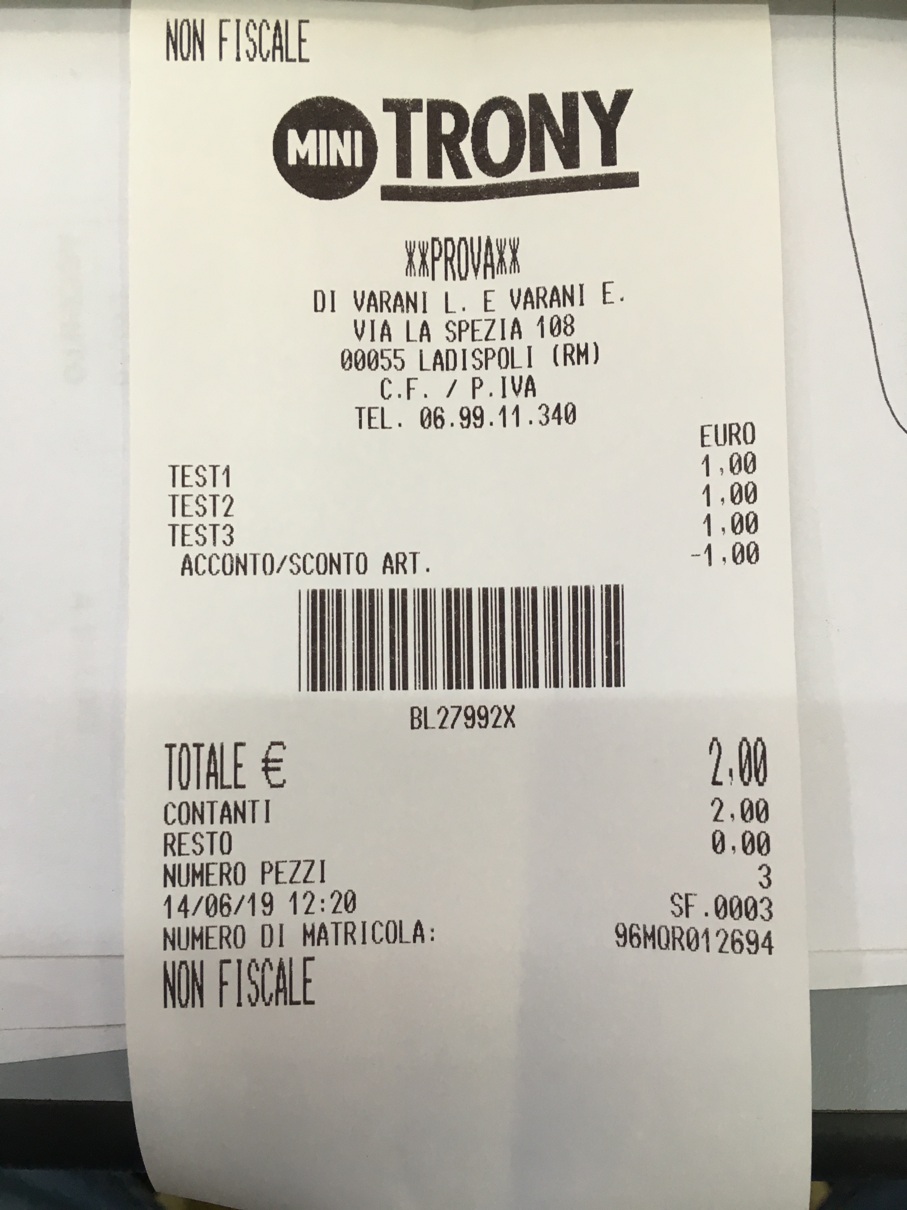 NON FISCALE
MINI TRONY
**PROVA**
DI VARANI L. E VARANI E.
VIA LA SPEZIA 108
00055 LADISPOLI (RM)
C.F. / P.IVA
TEL. 06.99.11.340
EURO
TEST1 1,00
TEST2 1,00
TEST3 1,00
ACCONTO/SCONTO ART. -1,00
BL27992X
TOTALE € 2,00
CONTANTI 2,00
RESTO 0,00
NUMERO PEZZI 3
14/06/19 12:20 SF.0003
NUMERO DI MATRICOLA: 96MQR012694
NON FISCALE